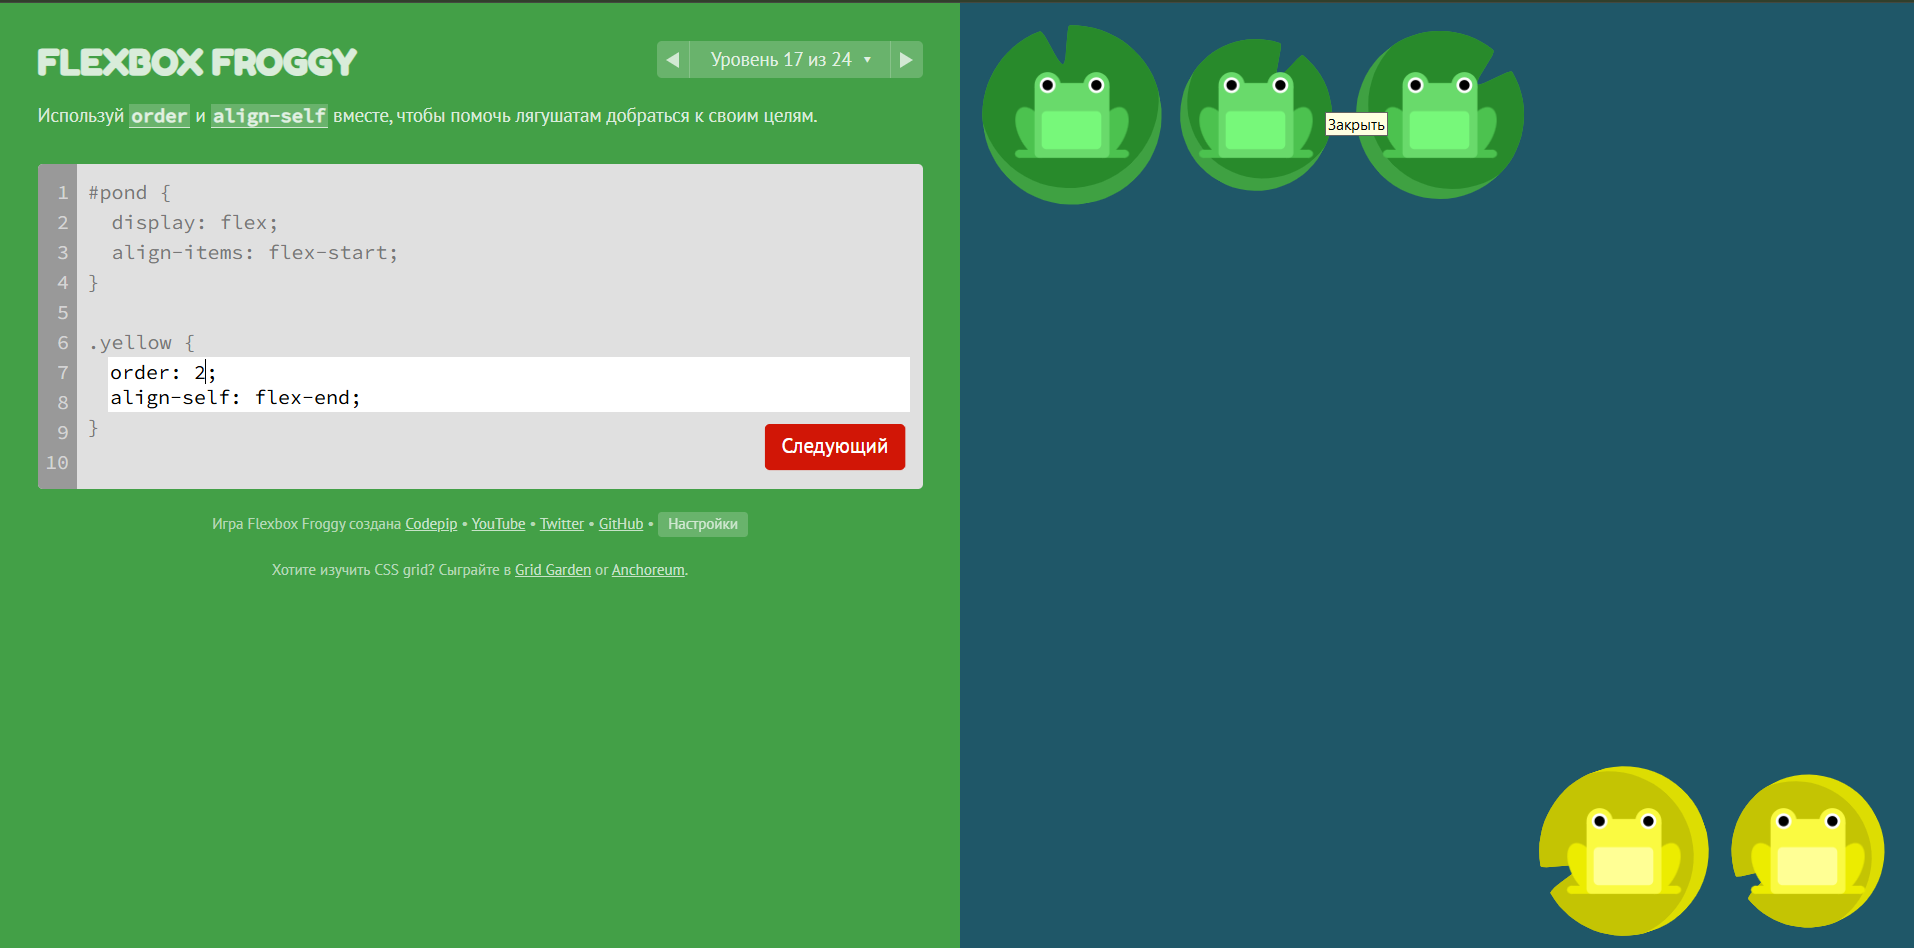 FLEXBOX FROGGY
◀ Уровень 17 из 24 ▼ ▶
Используй order и align-self вместе, чтобы помочь лягушатам добраться к своим целям.
Закрыть
1 #pond {
2 display: flex;
3 align-items: flex-start;
4 }
5
6 .yellow {
7 order: 2;
8 align-self: flex-end;
9 }
10
Следующий
Игра Flexbox Froggy создана Codepip • YouTube • Twitter • GitHub • Настройки
Хотите изучить CSS grid? Сыграйте в Grid Garden or Anchoreum.